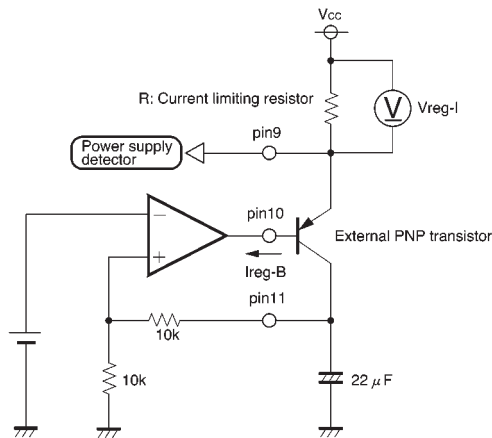 Vcc
R: Current limiting resistor
V
Vreg-I
pin9
Power supply
detector
pin10
−
External PNP transistor
+
Ireg-B
pin11
10k
10k
22 μF